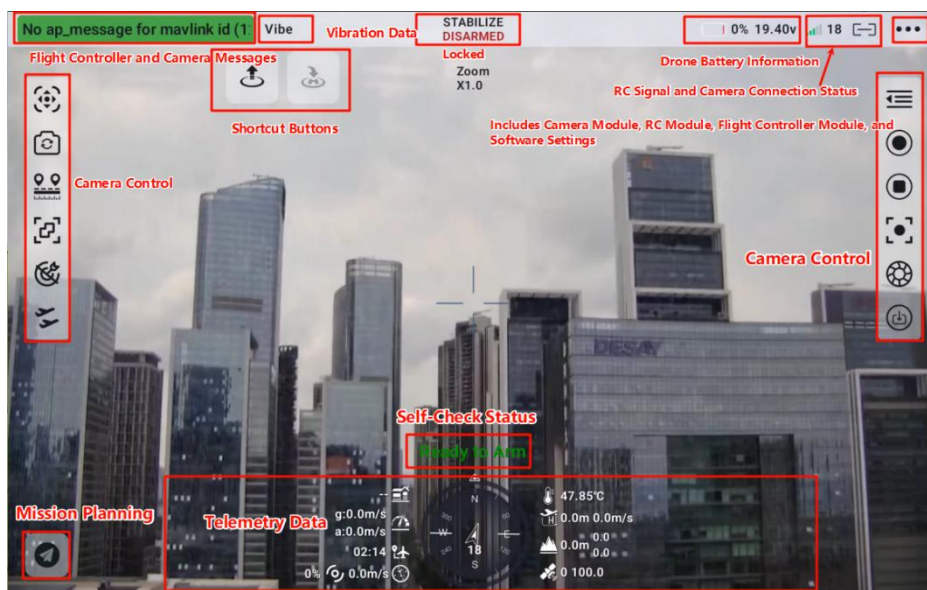 No ap_message for mavlink id (1
Vibe
Vibration Data
STABILIZE
DISARMED
0% 19.40v
18
Flight Controller and Camera Messages
Locked
Zoom
X1.0
Drone Battery Information
RC Signal and Camera Connection Status
Shortcut Buttons
Includes Camera Module, RC Module, Flight Controller Module, and
Software Settings
Camera Control
Camera Control
DESAY
Self-Check Status
Ready to Arm
Mission Planning
Telemetry Data
--
g:0.0m/s
a:0.0m/s
02:14
0% 0.0m/s
N
W
E
S
18
47.85℃
H
0.0m 0.0m/s
0.0m
0.0
0.0
0 100.0